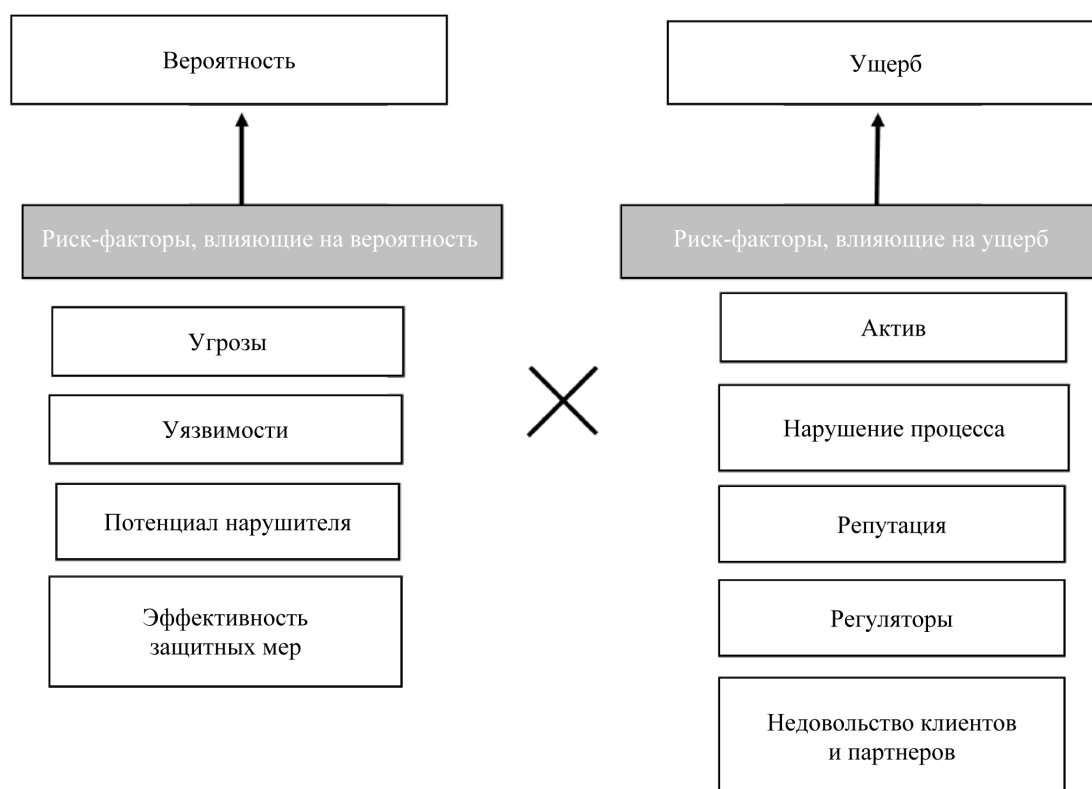 Вероятность
Риск-факторы, влияющие на вероятность
Угрозы
Уязвимости
Потенциал нарушителя
Эффективность
защитных мер
Ущерб
Риск-факторы, влияющие на ущерб
Актив
Нарушение процесса
Репутация
Регуляторы
Недовольство клиентов
и партнеров